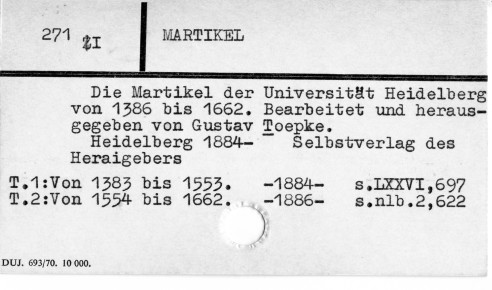 271 ZI MARTIKEL
Die Martikel der Universität Heidelberg
von 1386 bis 1662. Bearbeitet und heraus-
gegeben von Gustav Toepke.
Heidelberg 1884- Selbstverlag des
Heraigebers
T.1:Von 1383 bis 1553. -1884- s.LXXVI,697
T.2:Von 1554 bis 1662. -1886- s.nlb.2,622
DUJ. 693/70. 10 000.